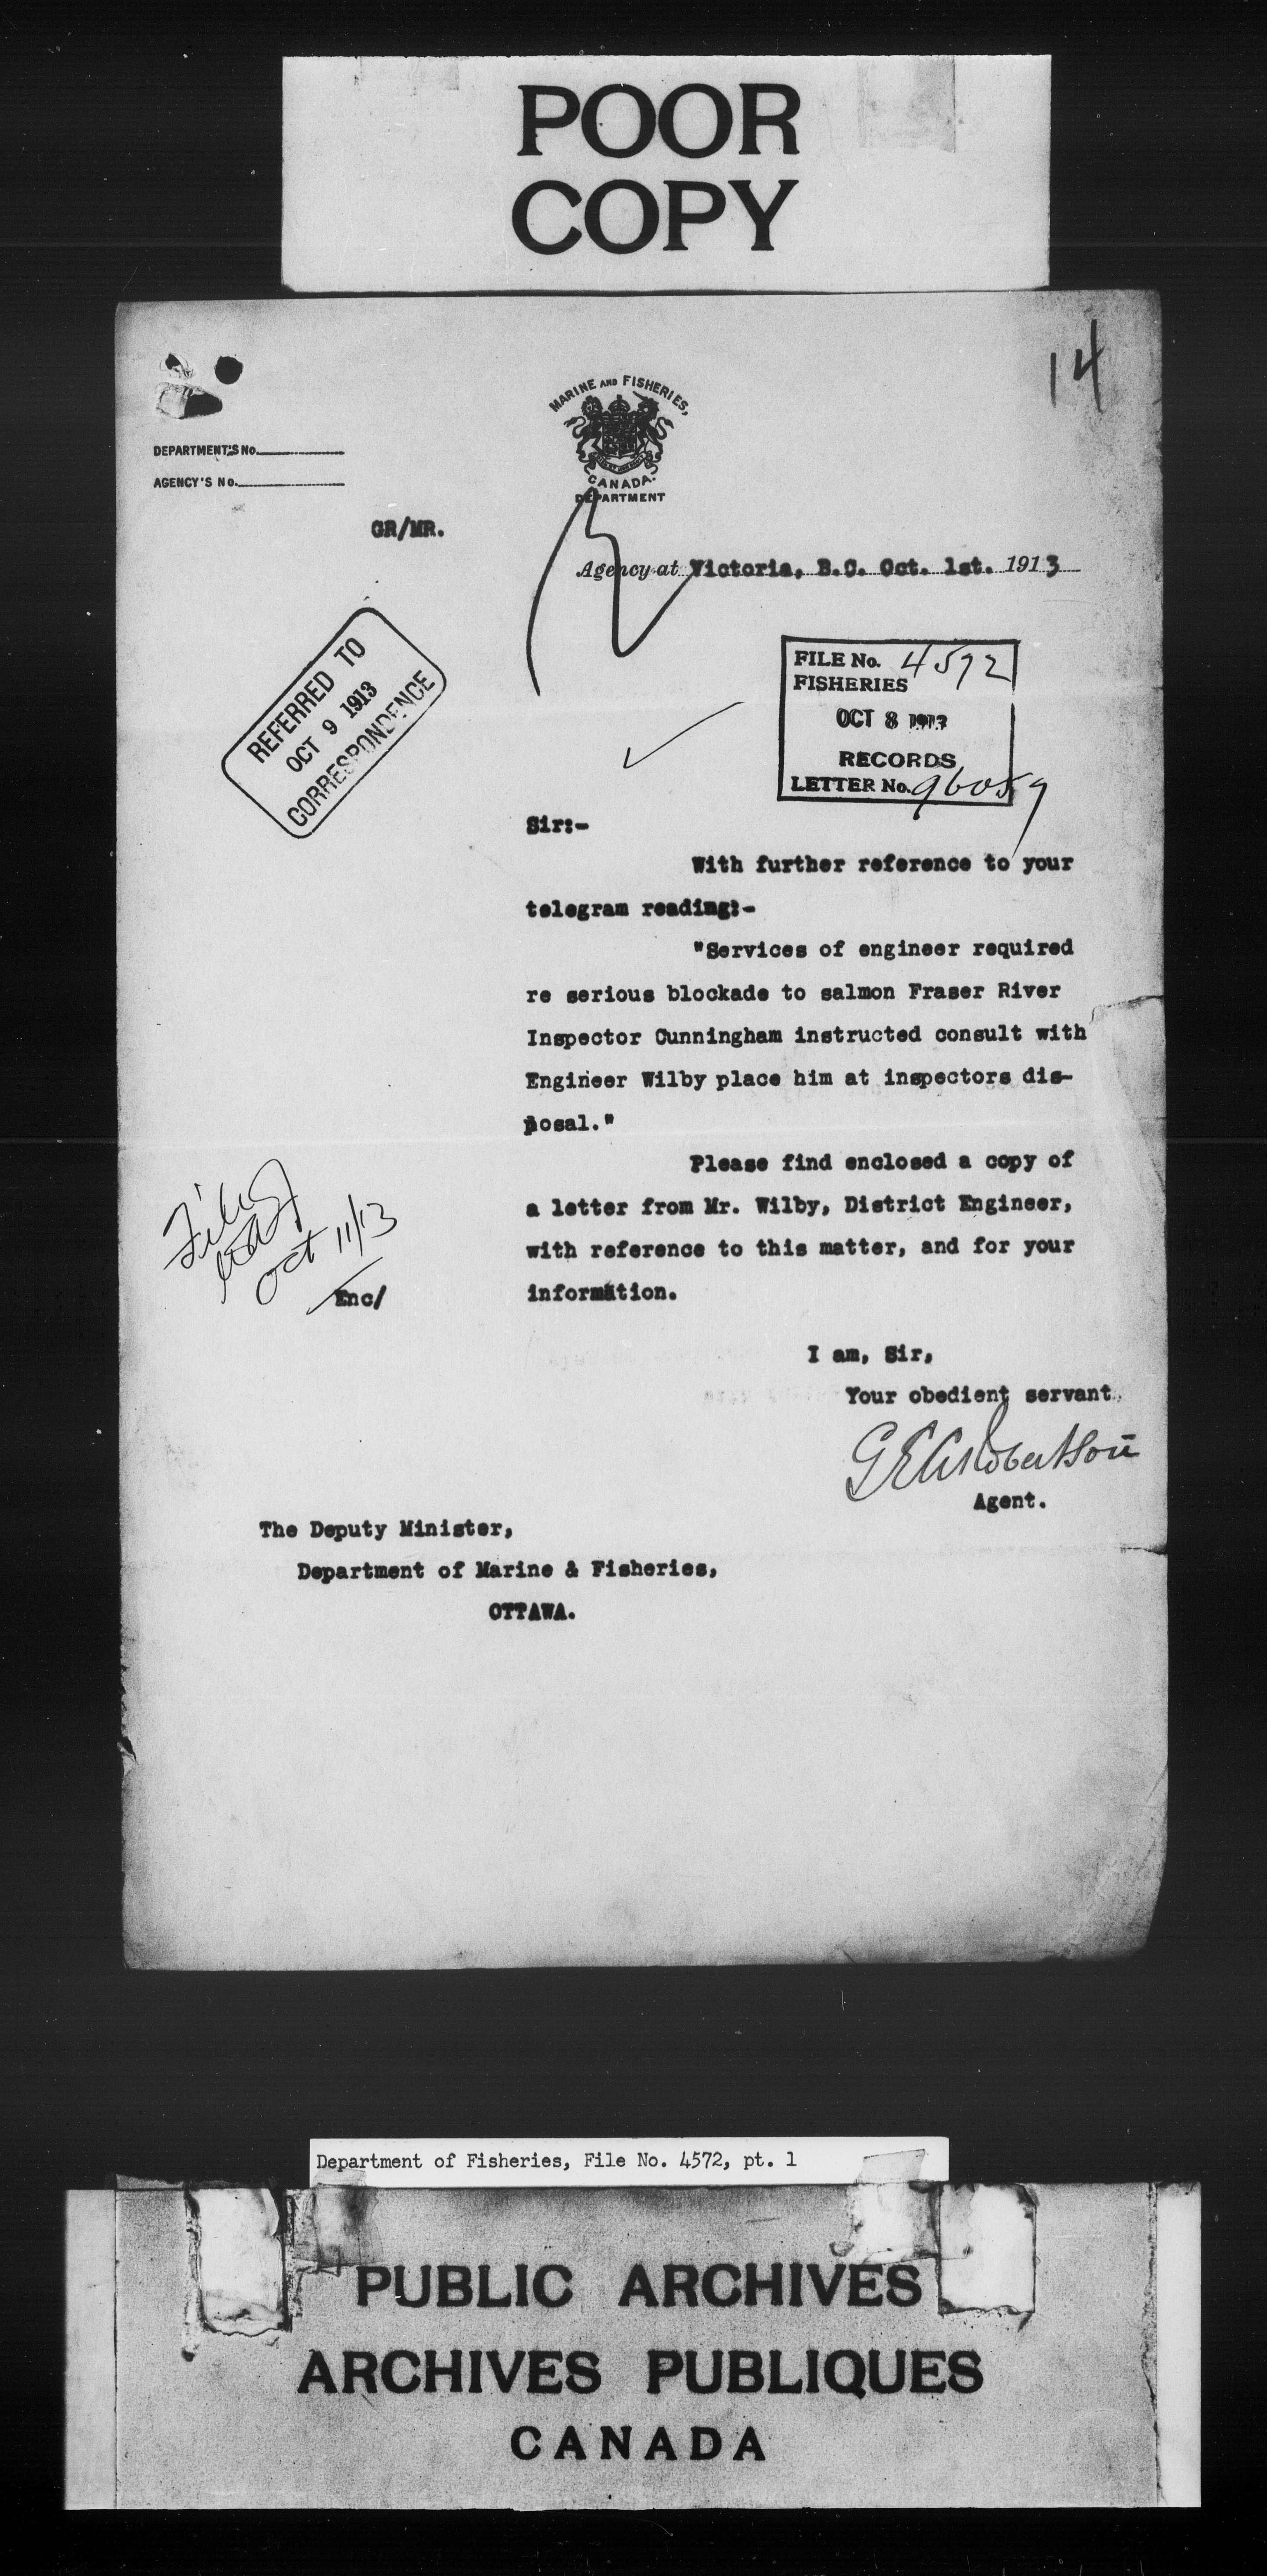 POOR
COPY
14
MARINE AND FISHERIES,
CANADA.
DEPARTMENT
DEPARTMENT'S No.
AGENCY'S No.
GR/MR.
Agency at Victoria, B.C. Oct. 1st. 1913
REFERRED TO
OCT 9 1913
CORRESPONDENCE
FILE No. 4572
FISHERIES
OCT 8 1913
RECORDS
LETTER No. 96059
Sir:-
With further reference to your
telegram reading:-
"Services of engineer required
re serious blockade to salmon Fraser River
Inspector Cunningham instructed consult with
Engineer Wilby place him at inspectors dis-
posal."
Please find enclosed a copy of
a letter from Mr. Wilby, District Engineer,
with reference to this matter, and for your
information.
File
Oct 11/13
Enc/
I am, Sir,
Your obedient servant.
Robertson
Agent.
The Deputy Minister,
Department of Marine & Fisheries,
OTTAWA.
Department of Fisheries, File No. 4572, pt. 1
PUBLIC ARCHIVES
ARCHIVES PUBLIQUES
CANADA